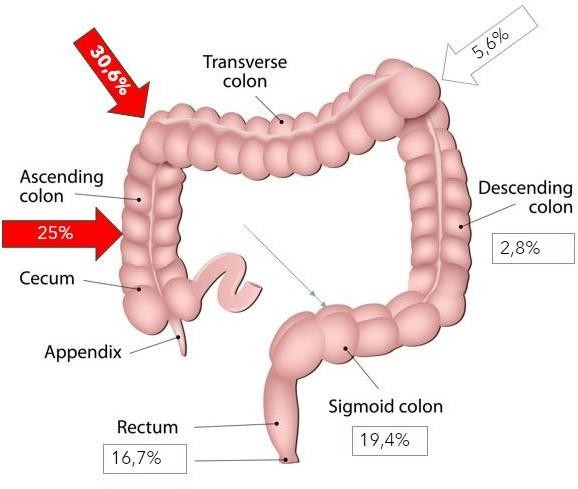 30,6%
Transverse
colon
5,6%
Ascending
colon
25%
Descending
colon
2,8%
Cecum
Appendix
Sigmoid colon
19,4%
Rectum
16,7%